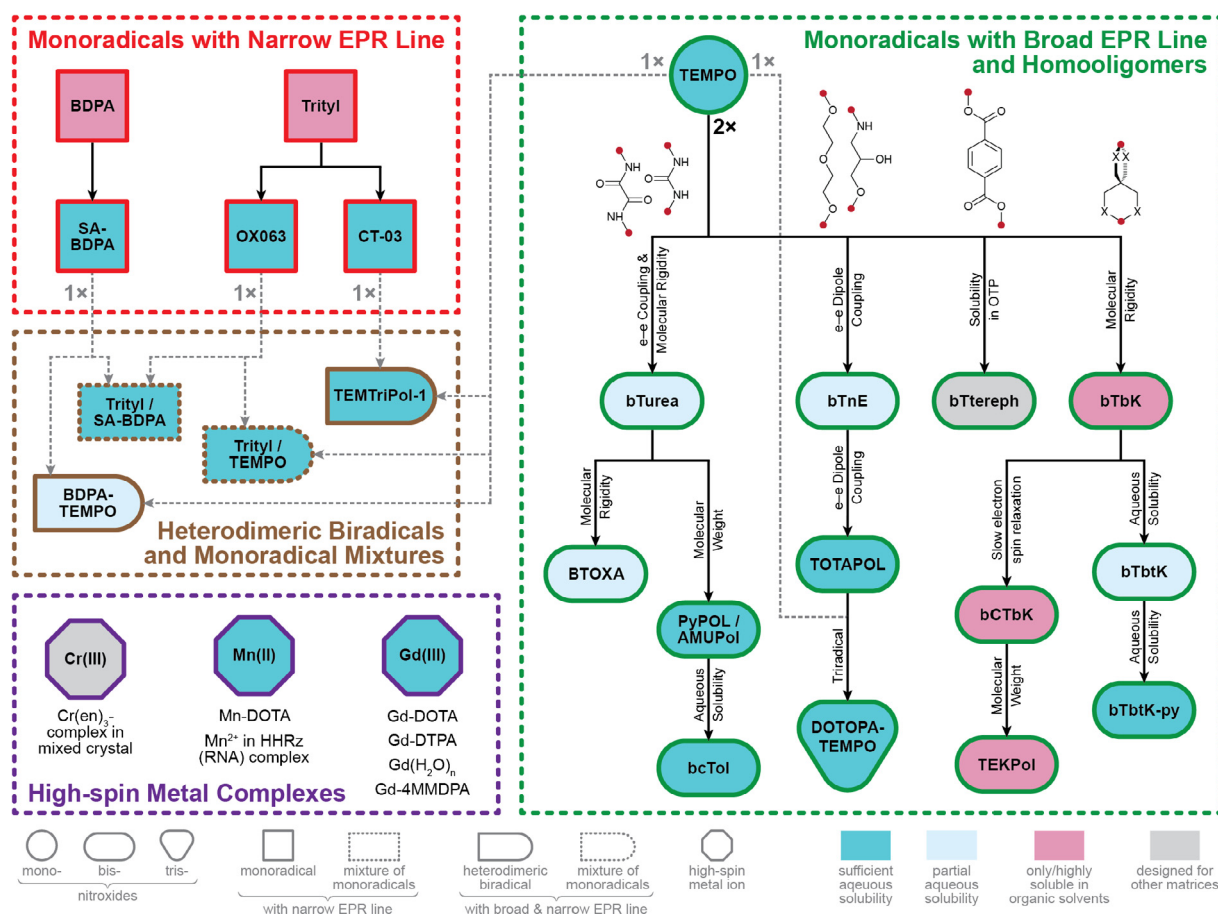 Monoradicals with Narrow EPR Line
BDPA
Trityl
SA-
BDPA
OX063
CT-03
1×
1×
1×
Trityl /
SA-BDPA
TEMTriPol-1
Trityl /
TEMPO
BDPA-
TEMPO
Heterodimeric Biradicals
and Monoradical Mixtures
Cr(III)
Mn(II)
Gd(III)
Cr(en)₃-
complex in
mixed crystal
Mn-DOTA
Mn²⁺ in HHRz
(RNA) complex
Gd-DOTA
Gd-DTPA
Gd(H₂O)ₙ
Gd-4MMDPA
High-spin Metal Complexes
Monoradicals with Broad EPR Line
and Homooligomers
1×
TEMPO
1×
2×
NH
O
O
NH
NH
O
NH
O
O
O
NH
OH
O
O
O
O
O
X
X
X
X
e–e Coupling &
Molecular Rigidity
e–e Dipole
Coupling
Solubility
in OTP
Molecular
Rigidity
bTurea
bTnE
bTtereph
bTbK
Molecular
Rigidity
Molecular
Weight
e–e Dipole
Coupling
Slow electron
spin relaxation
Aqueous
Solubility
BTOXA
PyPOL /
AMUPol
TOTAPOL
bCTbK
bTbtK
Aqueous
Solubility
Triradical
Molecular
Weight
Aqueous
Solubility
bcTol
DOTOPA-
TEMPO
TEKPol
bTbtK-py
mono-
bis-
tris-
nitroxides
monoradical
mixture of
monoradicals
with narrow EPR line
heterodimeric
biradical
mixture of
monoradicals
with broad & narrow EPR line
high-spin
metal ion
sufficient
aqeuous
solubility
partial
aqueous
solubility
only/highly
soluble in
organic solvents
designed for
other matrices